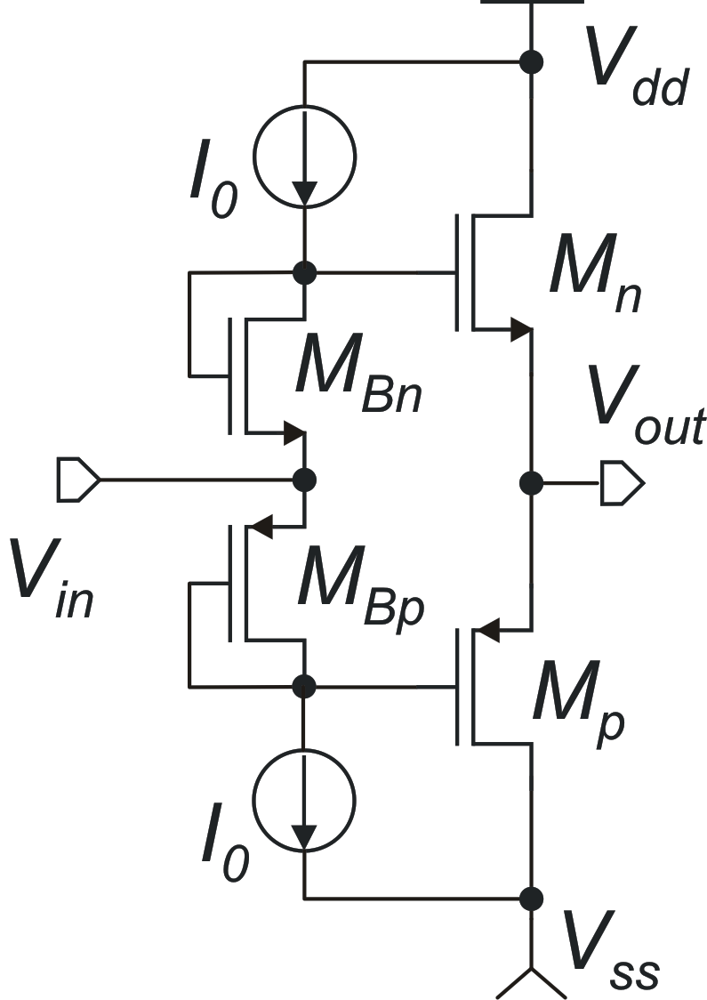 V_dd
I_0
M_n
M_Bn
V_out
V_in
M_Bp
M_p
I_0
V_ss